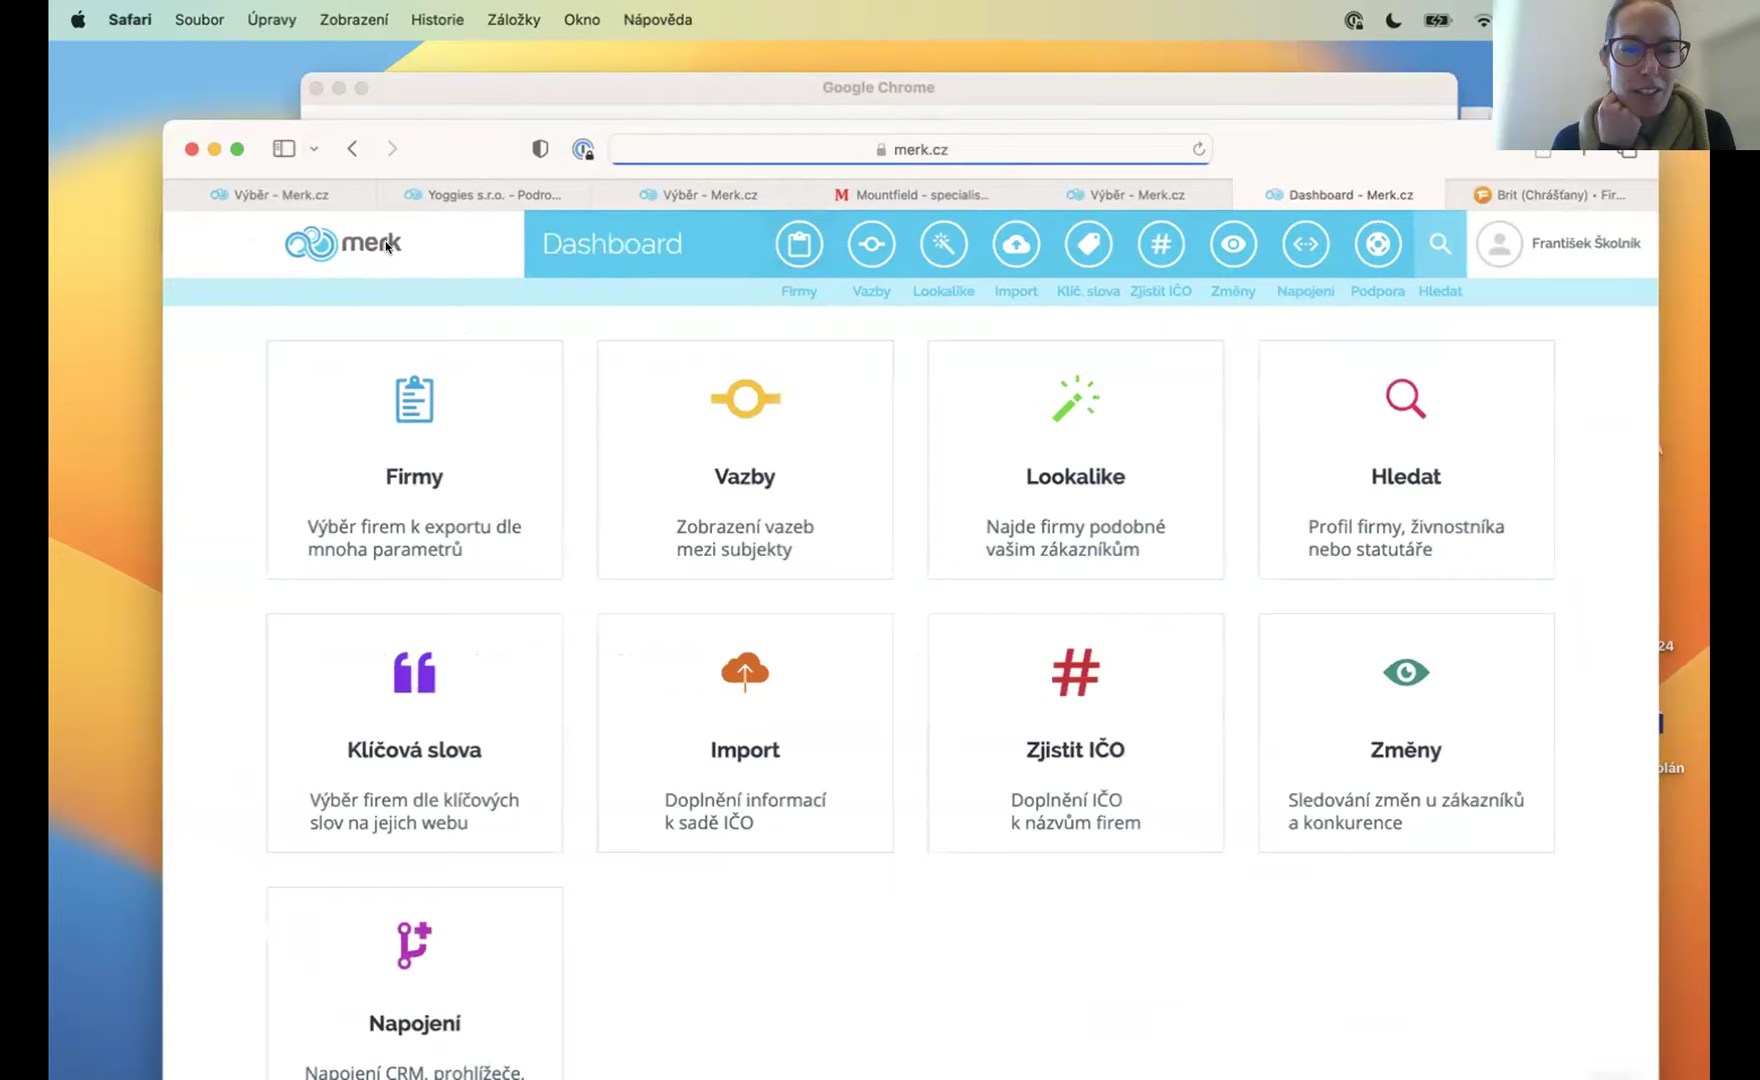 Safari Soubor Úpravy Zobrazení Historie Záložky Okno Nápověda
Google Chrome
merk.cz
Výběr - Merk.cz
Yoggies s.r.o. - Podro...
Výběr - Merk.cz
M Mountfield - specialis...
Výběr - Merk.cz
Dashboard - Merk.cz
Brit (Chrášťany) • Fir...
merk
Dashboard
František Školník
Firmy Vazby Lookalike Import Klíč. slova Zjistit IČO Změny Napojení Podpora Hledat
Firmy
Výběr firem k exportu dle
mnoha parametrů
Vazby
Zobrazení vazeb
mezi subjekty
Lookalike
Najde firmy podobné
vašim zákazníkům
Hledat
Profil firmy, živnostníka
nebo statutáře
Klíčová slova
Výběr firem dle klíčových
slov na jejich webu
Import
Doplnění informací
k sadě IČO
Zjistit IČO
Doplnění IČO
k názvům firem
Změny
Sledování změn u zákazníků
a konkurence
24
olán
Napojení
Napojení CRM, prohlížeče,